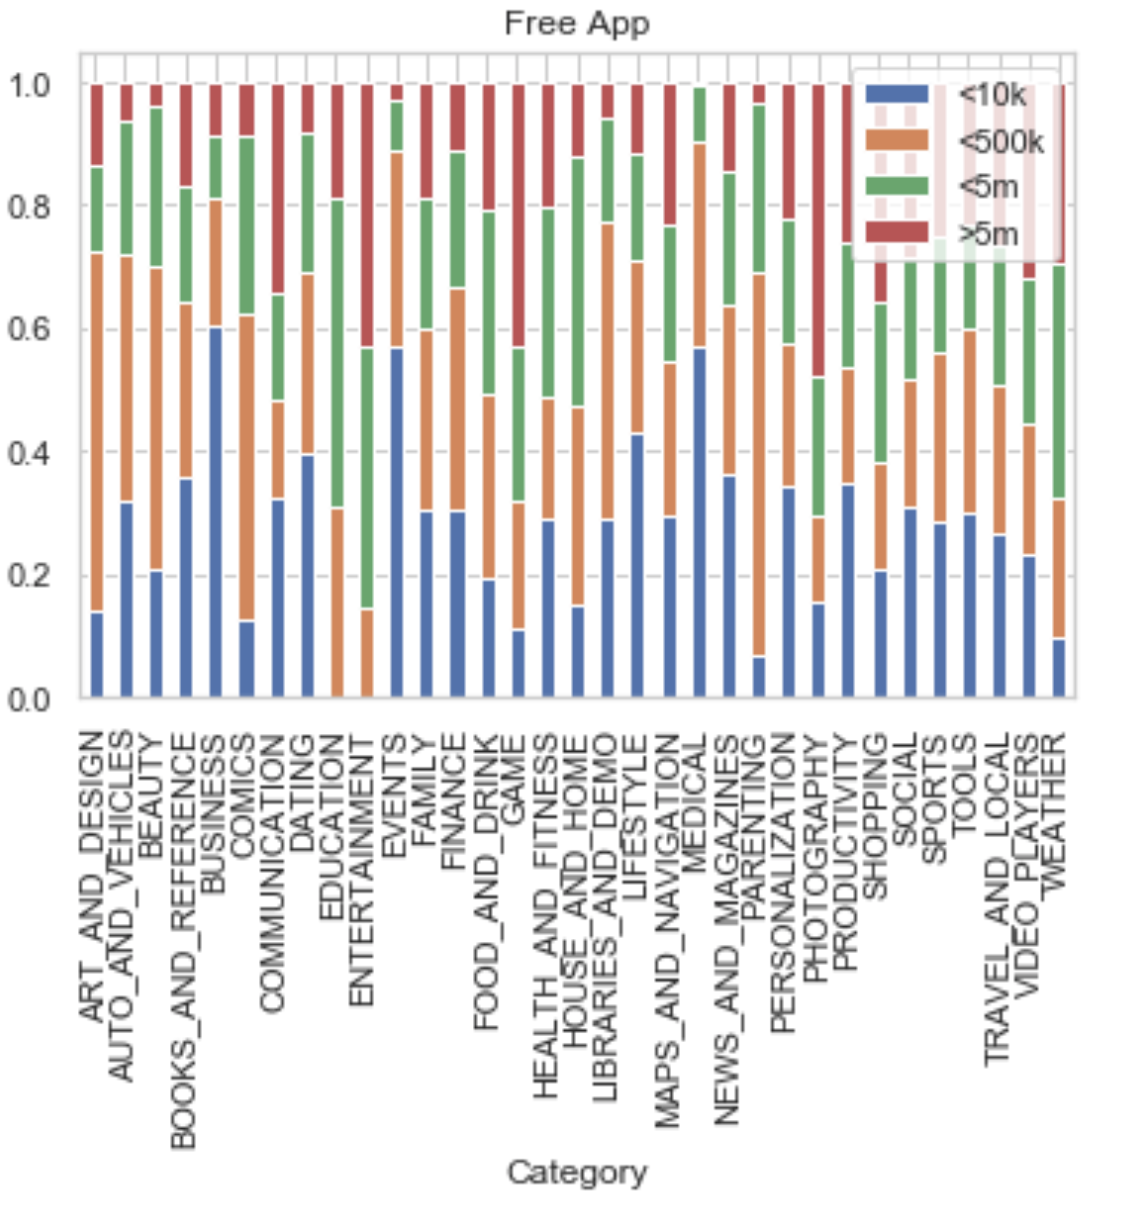 Free App
1.0
0.8
0.6
0.4
0.2
0.0
<10k
<500k
<5m
>5m
ART_AND_DESIGN
AUTO_AND_VEHICLES
BEAUTY
BOOKS_AND_REFERENCE
BUSINESS
COMICS
COMMUNICATION
DATING
EDUCATION
ENTERTAINMENT
EVENTS
FAMILY
FINANCE
FOOD_AND_DRINK
GAME
HEALTH_AND_FITNESS
HOUSE_AND_HOME
LIBRARIES_AND_DEMO
LIFESTYLE
MAPS_AND_NAVIGATION
MEDICAL
NEWS_AND_MAGAZINES
PARENTING
PERSONALIZATION
PHOTOGRAPHY
PRODUCTIVITY
SHOPPING
SOCIAL
SPORTS
TOOLS
TRAVEL_AND_LOCAL
VIDEO_PLAYERS
WEATHER
Category